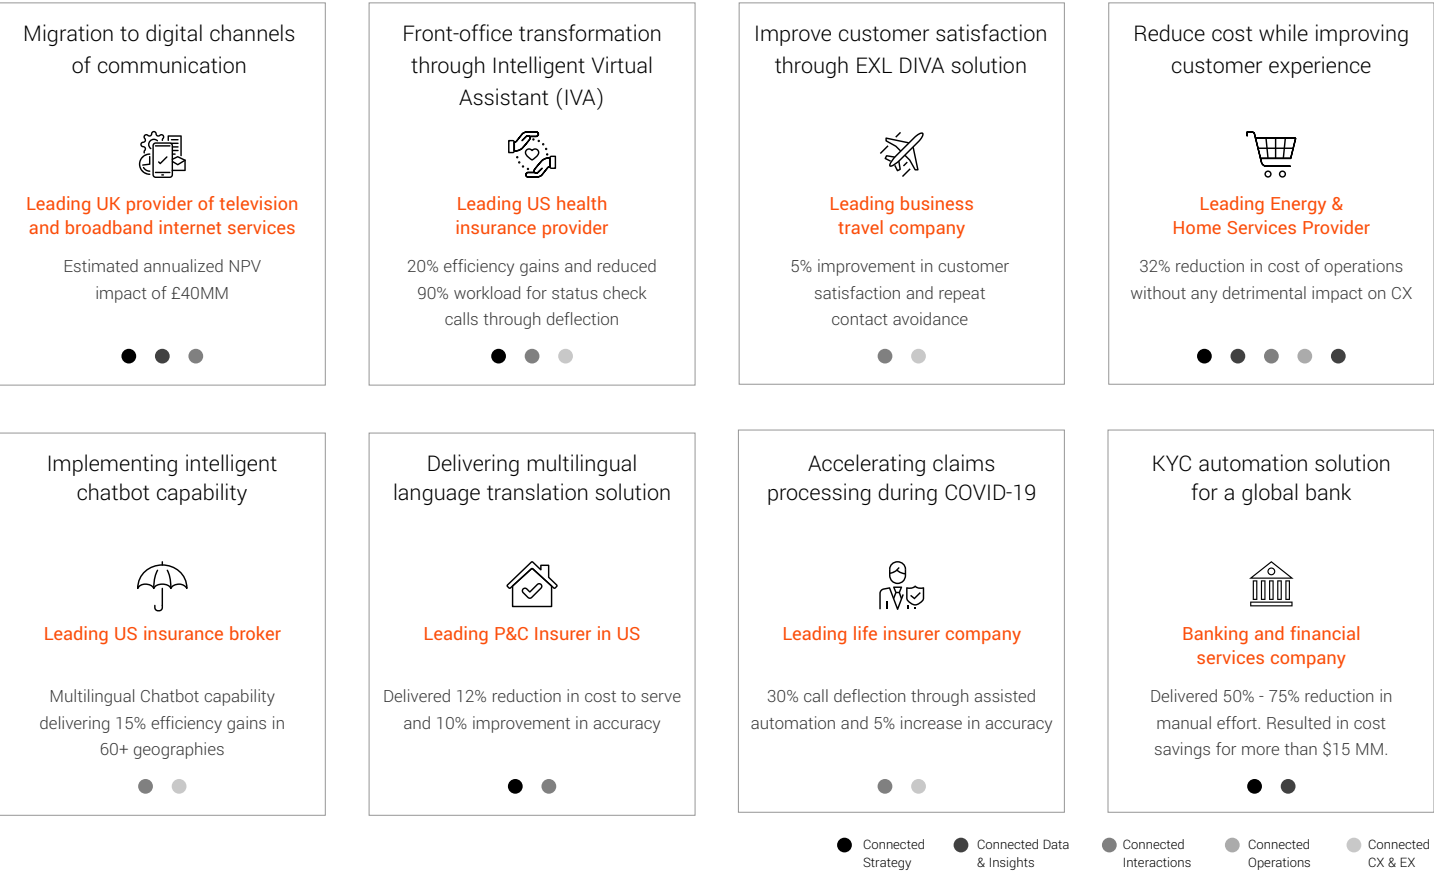 Migration to digital channels
of communication
Leading UK provider of television
and broadband internet services
Estimated annualized NPV
impact of £40MM
Front-office transformation
through Intelligent Virtual
Assistant (IVA)
Leading US health
insurance provider
20% efficiency gains and reduced
90% workload for status check
calls through deflection
Improve customer satisfaction
through EXL DIVA solution
Leading business
travel company
5% improvement in customer
satisfaction and repeat
contact avoidance
Reduce cost while improving
customer experience
Leading Energy &
Home Services Provider
32% reduction in cost of operations
without any detrimental impact on CX
Implementing intelligent
chatbot capability
Leading US insurance broker
Multilingual Chatbot capability
delivering 15% efficiency gains in
60+ geographies
Delivering multilingual
language translation solution
Leading P&C Insurer in US
Delivered 12% reduction in cost to serve
and 10% improvement in accuracy
Accelerating claims
processing during COVID-19
Leading life insurer company
30% call deflection through assisted
automation and 5% increase in accuracy
KYC automation solution
for a global bank
Banking and financial
services company
Delivered 50% - 75% reduction in
manual effort. Resulted in cost
savings for more than $15 MM.
Connected
Strategy
Connected Data
& Insights
Connected
Interactions
Connected
Operations
Connected
CX & EX